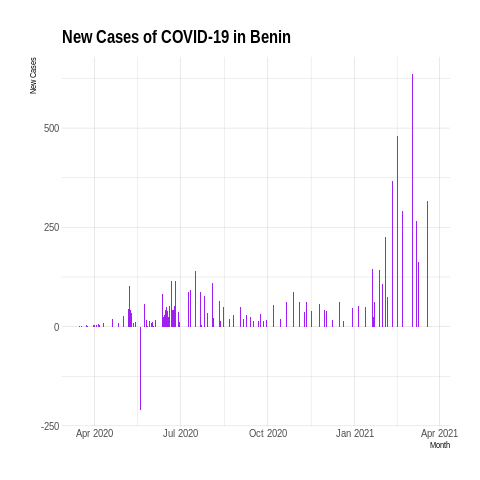 New Cases of COVID-19 in Benin
New Cases
500
250
0
-250
Apr 2020
Jul 2020
Oct 2020
Jan 2021
Apr 2021
Month